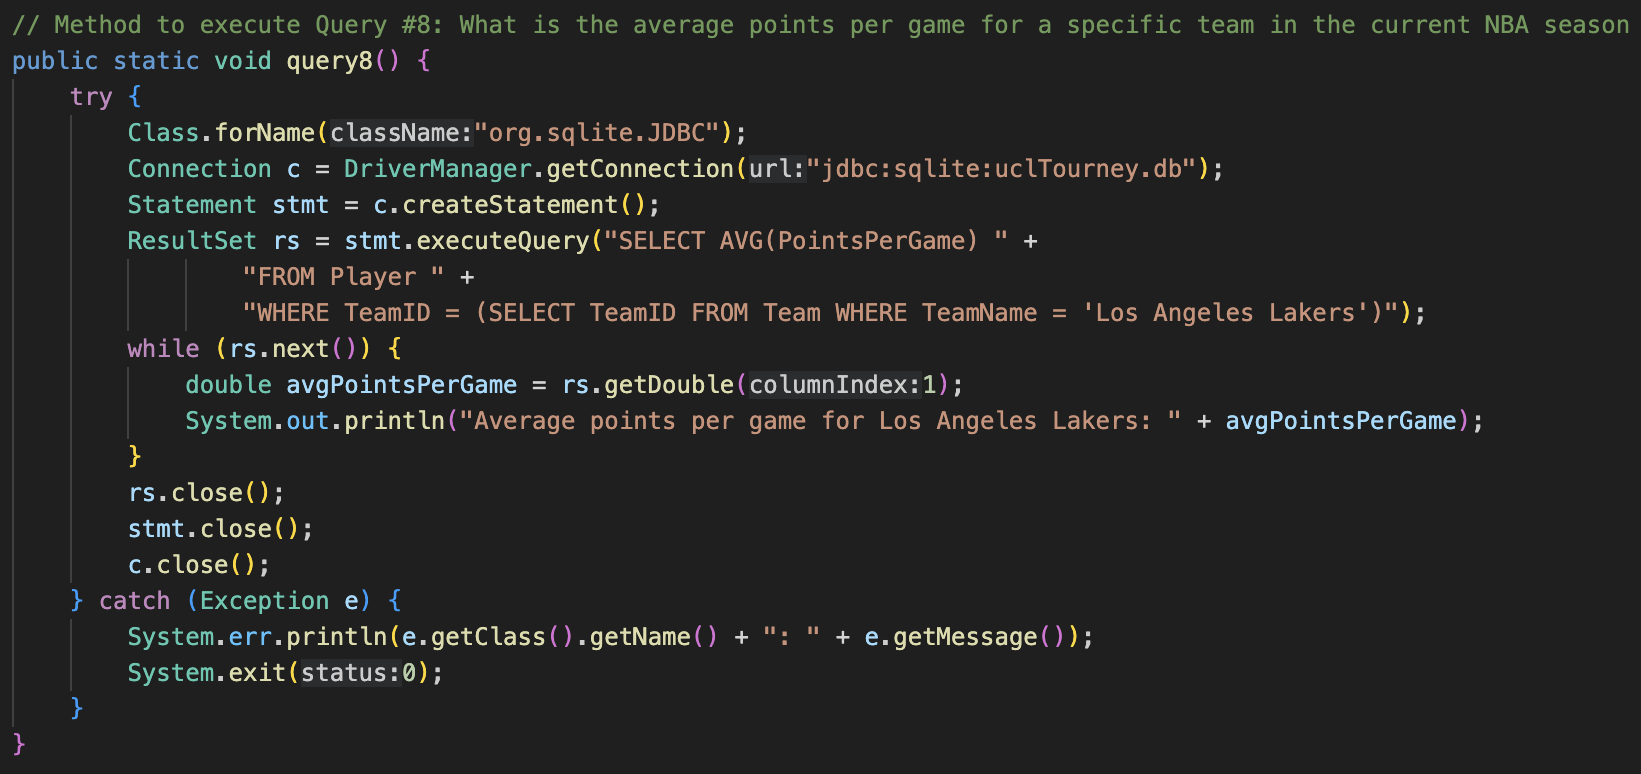 // Method to execute Query #8: What is the average points per game for a specific team in the current NBA season
public static void query8() {
try {
Class.forName(className:"org.sqlite.JDBC");
Connection c = DriverManager.getConnection(url:"jdbc:sqlite:uclTourney.db");
Statement stmt = c.createStatement();
ResultSet rs = stmt.executeQuery("SELECT AVG(PointsPerGame) " +
"FROM Player " +
"WHERE TeamID = (SELECT TeamID FROM Team WHERE TeamName = 'Los Angeles Lakers')");
while (rs.next()) {
double avgPointsPerGame = rs.getDouble(columnIndex:1);
System.out.println("Average points per game for Los Angeles Lakers: " + avgPointsPerGame);
}
rs.close();
stmt.close();
c.close();
} catch (Exception e) {
System.err.println(e.getClass().getName() + ": " + e.getMessage());
System.exit(status:0);
}
}